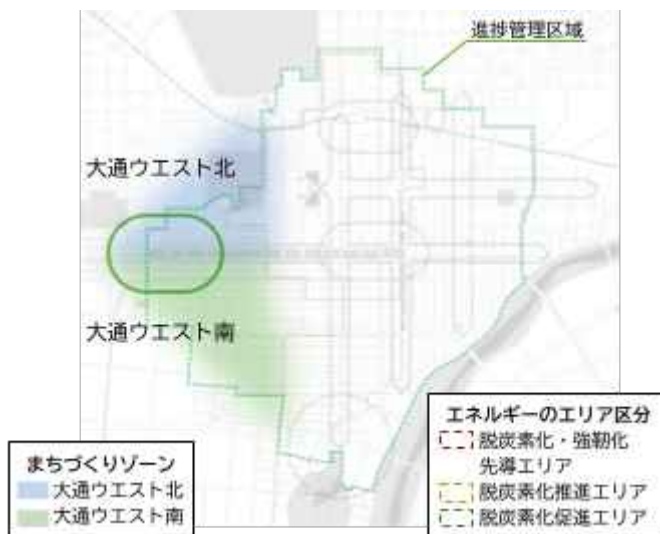 進捗管理区域
大通ウエスト北
大通ウエスト南
まちづくりゾーン
大通ウエスト北
大通ウエスト南
エネルギーのエリア区分
脱炭素化・強靭化
先導エリア
脱炭素化推進エリア
脱炭素化促進エリア